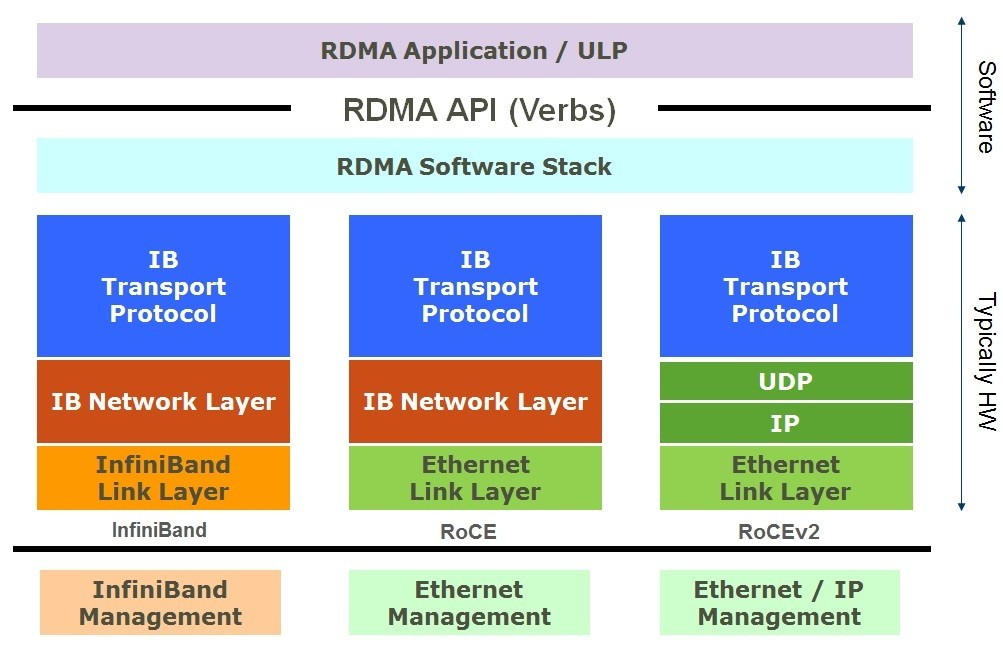 RDMA Application / ULP
RDMA API (Verbs)
RDMA Software Stack
Software
IB
Transport
Protocol
IB
Transport
Protocol
IB
Transport
Protocol
IB Network Layer
IB Network Layer
UDP
IP
InfiniBand
Link Layer
Ethernet
Link Layer
Ethernet
Link Layer
Typically HW
InfiniBand
RoCE
RoCEv2
InfiniBand
Management
Ethernet
Management
Ethernet / IP
Management